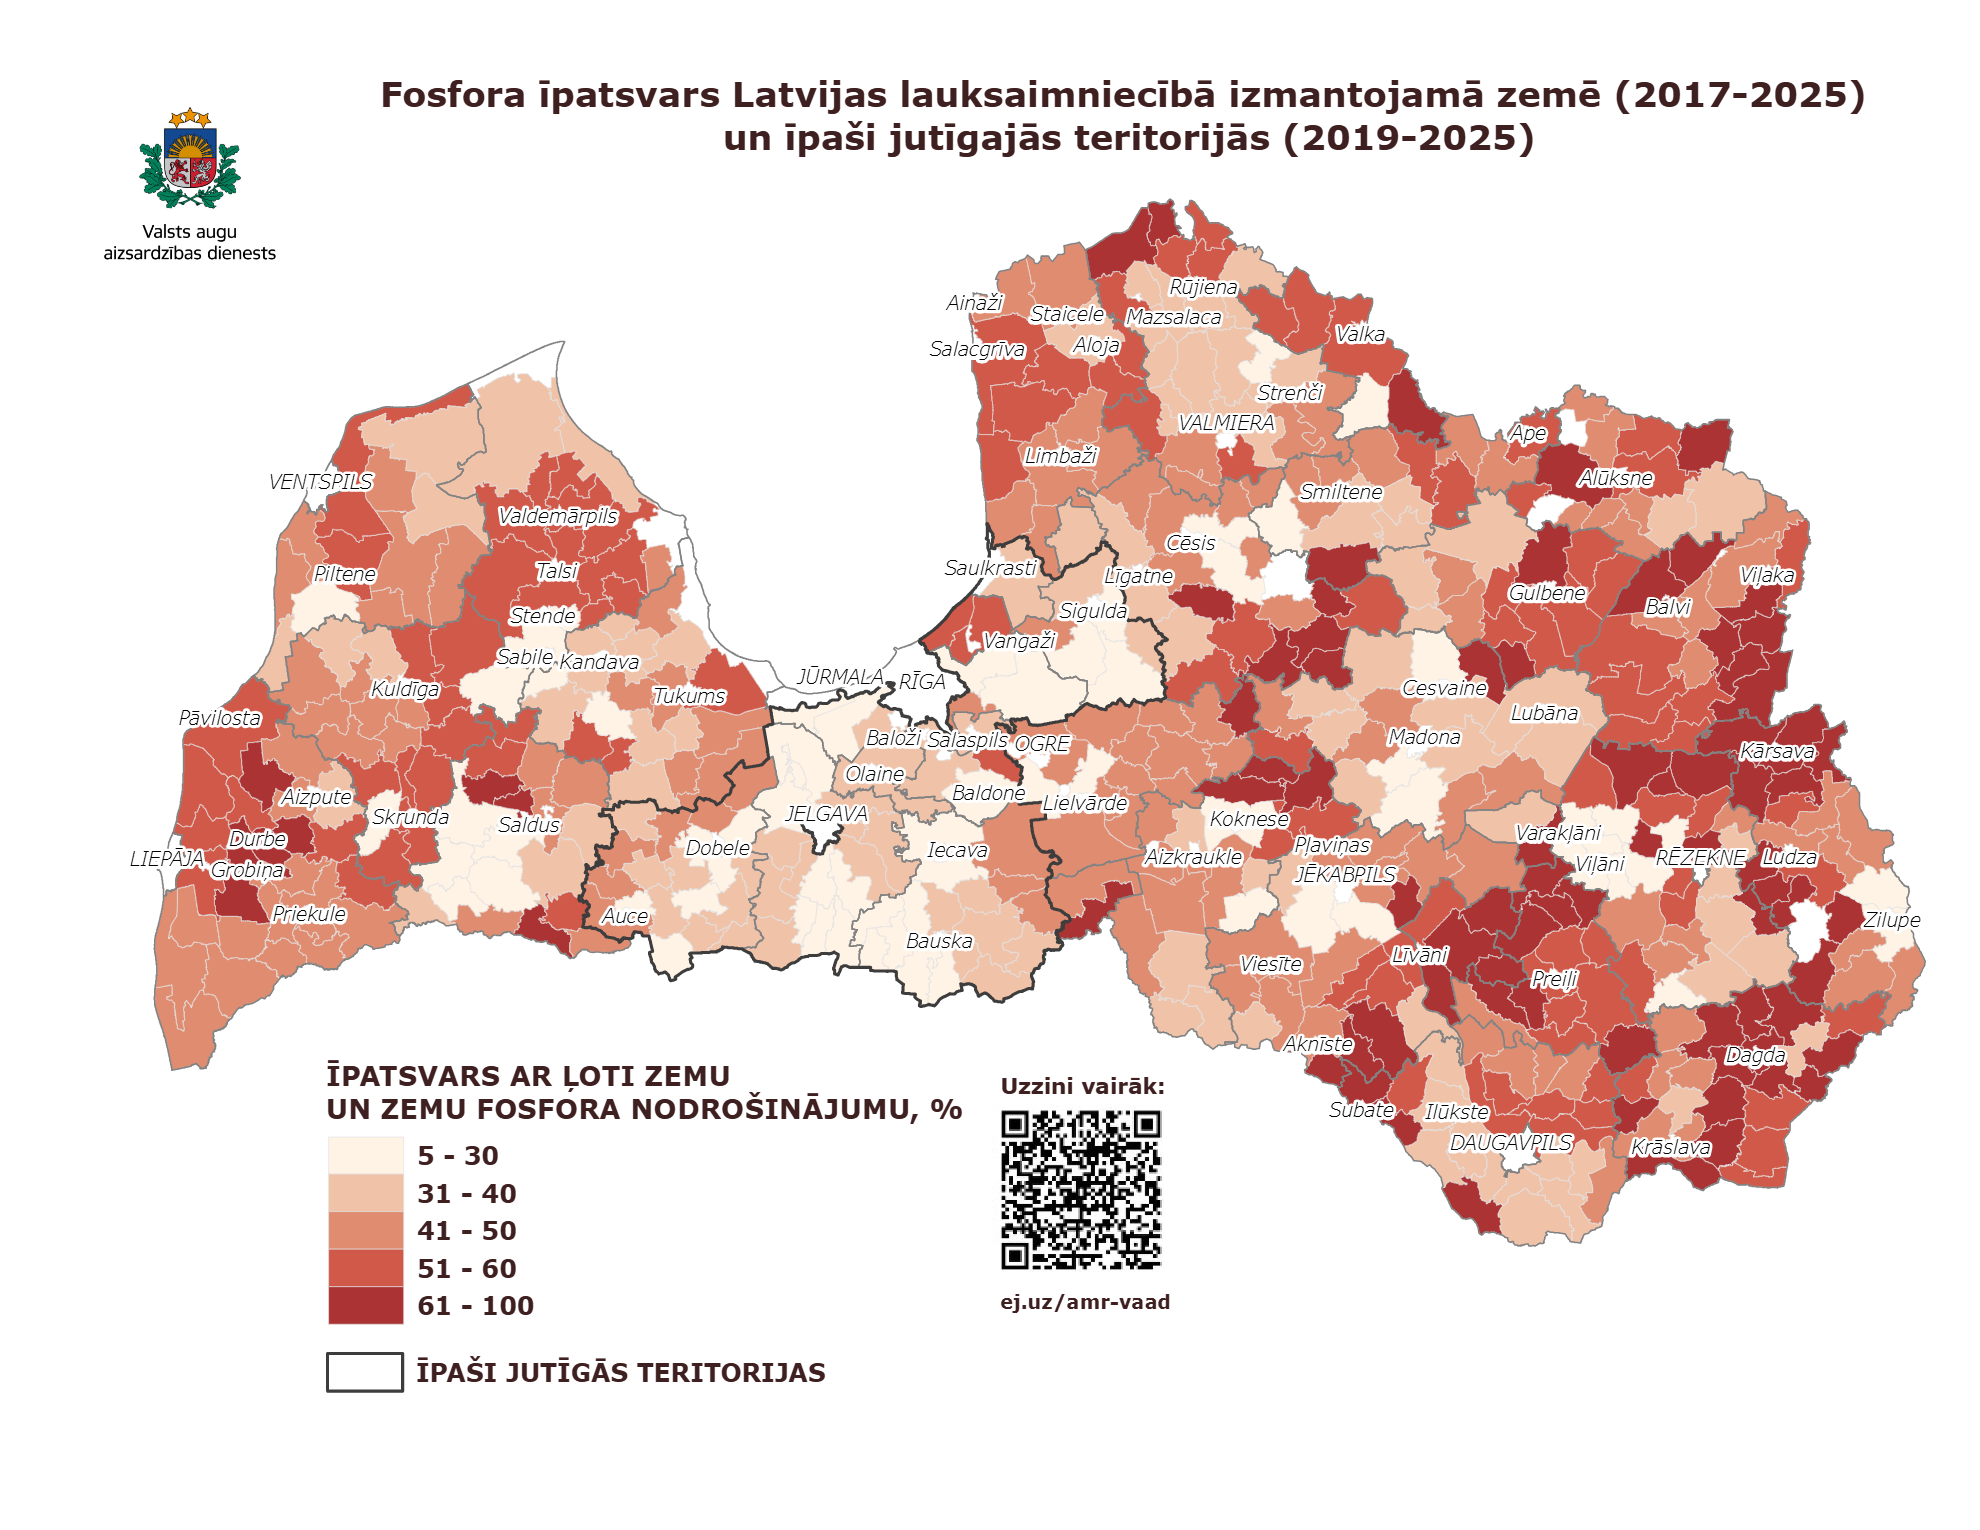 Fosfora īpatsvars Latvijas lauksaimniecībā izmantojamā zemē (2017-2025)
un īpaši jutīgajās teritorijās (2019-2025)
Valsts augu
aizsardzības dienests
Rūjiena
Ainaži
Staicele
Mazsalaca
Valka
Salacgrīva
Aloja
Strenči
VALMIERA
Ape
Limbaži
VENTSPILS
Alūksne
Smiltene
Valdemārpils
Cēsis
Saulkrasti
Talsi
Piltene
Līgatne
Viļaka
Gulbene
Balvi
Stende
Sigulda
Vangaži
Sabile
Kandava
JŪRMALA
RĪGA
Kuldīga
Tukums
Cesvaine
Lubāna
Pāvilosta
Baloži
Salaspils
OGRE
Madona
Kārsava
Olaine
Aizpute
Baldone
Lielvārde
Skrunda
Saldus
JELGAVA
Koknese
Varakļāni
Durbe
Dobele
Iecava
Pļaviņas
LIEPĀJA
Aizkraukle
Viļāni
RĒZEKNE
Ludza
Grobiņa
JĒKABPILS
Priekule
Auce
Zilupe
Bauska
Viesīte
Līvāni
Preiļi
Aknīste
Dagda
Subate
Ilūkste
DAUGAVPILS
Krāslava
ĪPATSVARS AR ĻOTI ZEMU
UN ZEMU FOSFORA NODROŠINĀJUMU, %
5 - 30
31 - 40
41 - 50
51 - 60
61 - 100
ĪPAŠI JUTĪGĀS TERITORIJAS
Uzzini vairāk:
ej.uz/amr-vaad